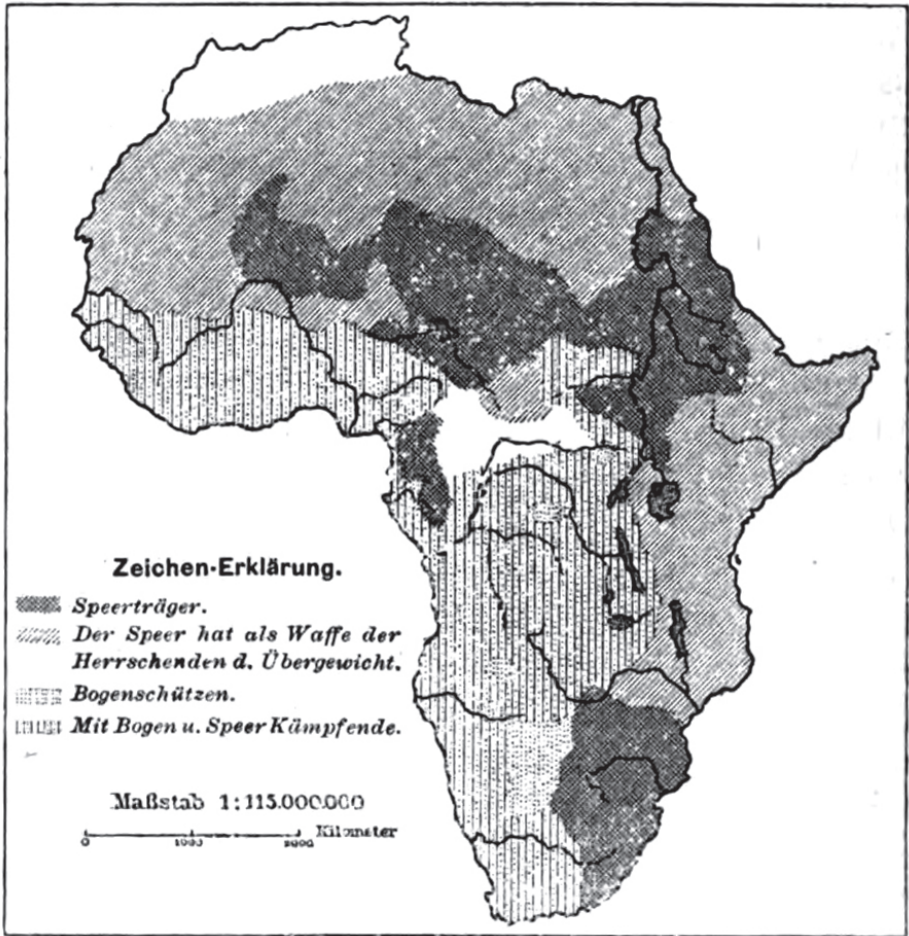 Zeichen-Erklärung.
Speerträger.
Der Speer hat als Waffe der
Herrschenden d. Übergewicht.
Bogenschützen.
Mit Bogen u. Speer Kämpfende.
Maßstab 1:115.000.000
Kilometer
0 1000 2000